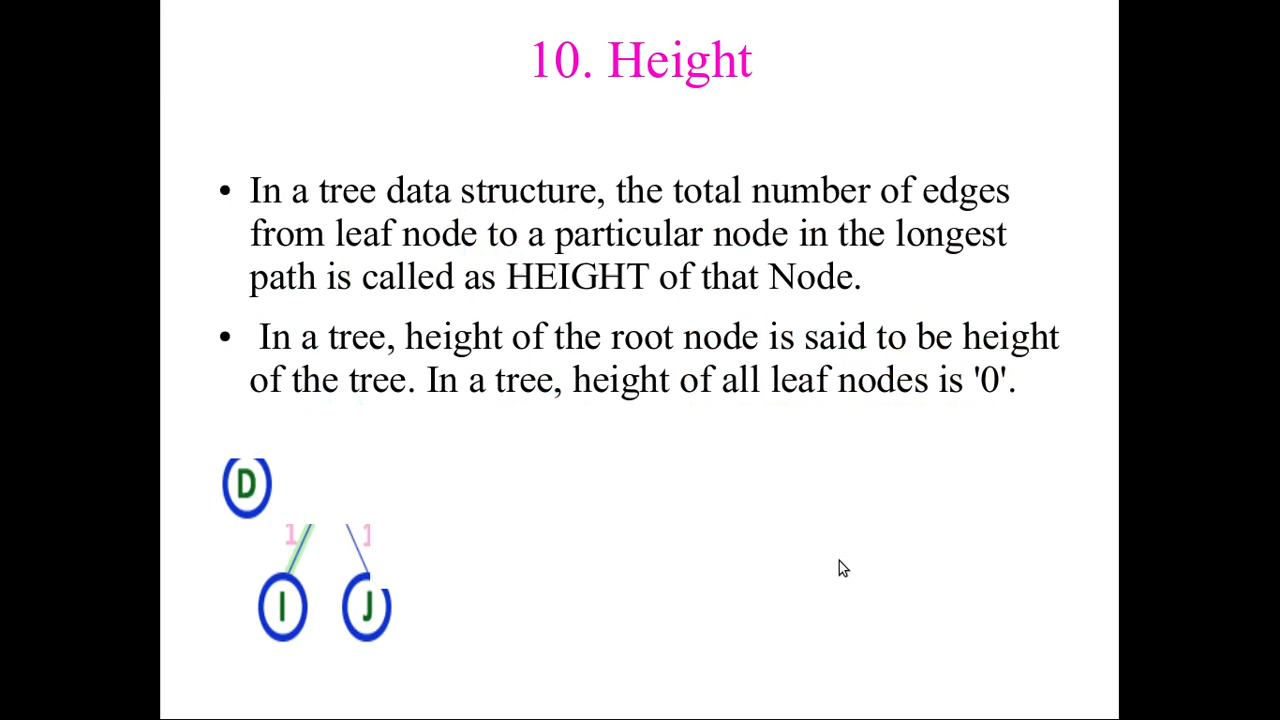 10. Height
• In a tree data structure, the total number of edges
from leaf node to a particular node in the longest
path is called as HEIGHT of that Node.
• In a tree, height of the root node is said to be height
of the tree. In a tree, height of all leaf nodes is '0'.
D
1 1
I J